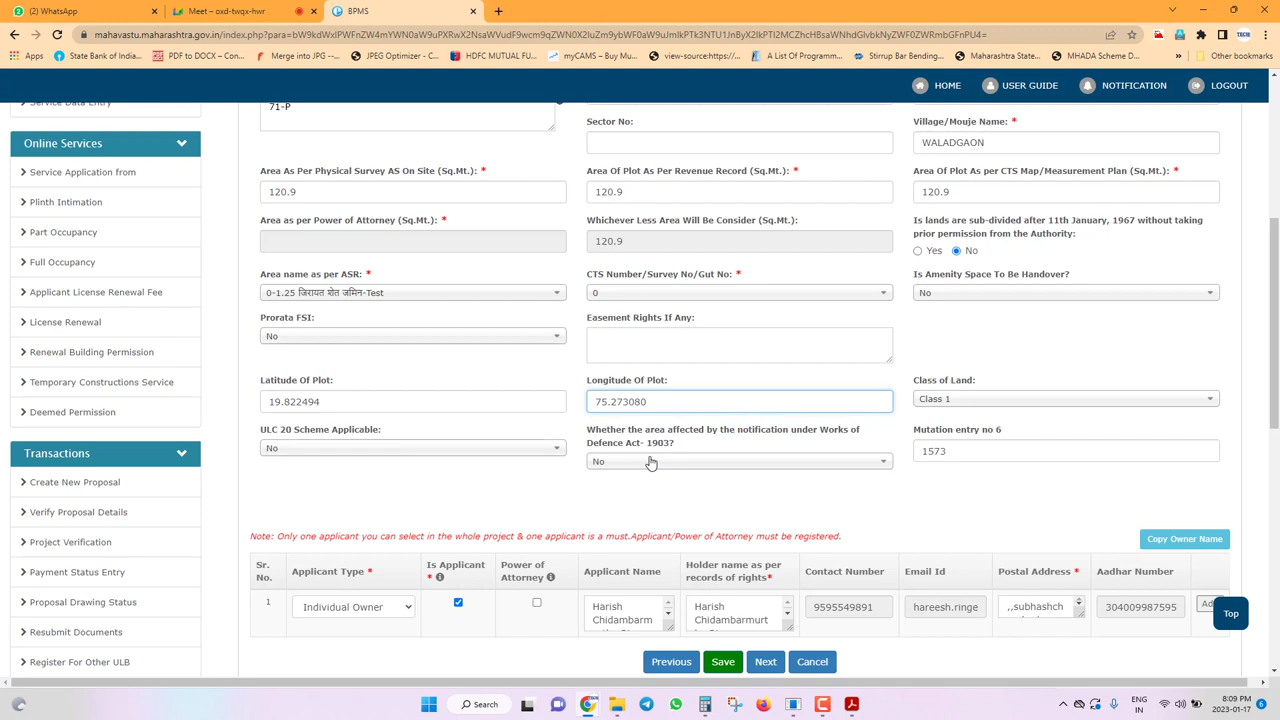 (2) WhatsApp
Meet – oxd-twqx-hwr
BPMS
mahavastu.maharashtra.gov.in/index.php?
Apps
State Bank of India
PDF to DOCX – Co...
Merge into JPG - ...
JPEG Optimizer - C...
HDFC MUTUAL FU...
myCAMS – Buy Mu...
view-source:https:/...
A List Of Programm...
Stirrup Bar Bending...
Maharashtra State...
MHADA Scheme D...
HOME
USER GUIDE
NOTIFICATION
LOGOUT
Service Data Entry
71-P
Sector No:
Village/Mouje Name: *
WALADGAON
Online Services
Service Application from
Plinth Intimation
Part Occupancy
Full Occupancy
Applicant License Renewal Fee
License Renewal
Renewal Building Permission
Temporary Constructions Service
Deemed Permission
Area As Per Physical Survey AS On Site (Sq.Mt.): *
Area Of Plot As Per Revenue Record (Sq.Mt.): *
Area Of Plot As per CTS Map/Measurement Plan (Sq.Mt.): *
120.9
120.9
120.9
Area as per Power of Attorney (Sq.Mt.): *
Whichever Less Area Will Be Consider (Sq.Mt.):
Is lands are sub-divided after 11th January, 1967 without taking
prior permission from the Authority:
120.9
Yes No
Area name as per ASR: *
CTS Number/Survey No/Gut No: *
Is Amenity Space To Be Handover?
0-1.25 जिरायत शेत जमिन-Test
0
No
Prorata FSI:
Easement Rights If Any:
No
Latitude Of Plot:
Longitude Of Plot:
Class of Land:
19.822494
75.273080
Class 1
ULC 20 Scheme Applicable:
Whether the area affected by the notification under Works of
Defence Act- 1903?
Mutation entry no 6
No
No
1573
Transactions
Create New Proposal
Verify Proposal Details
Project Verification
Payment Status Entry
Proposal Drawing Status
Resubmit Documents
Register For Other ULB
Note: Only one applicant you can select in the whole project & one applicant is a must.Applicant/Power of Attorney must be registered.
Copy Owner Name
Sr.
No.
Applicant Type *
Is Applicant
*
Power of
Attorney
Applicant Name
Holder name as per
records of rights*
Contact Number
Email Id
Postal Address *
Aadhar Number
1
Individual Owner
Harish
Chidambarm
Harish
Chidambarmurt
9595549891
hareesh.ringe
,,subhashch
304009987595
Ad
Top
Previous
Save
Next
Cancel
Search
ENG
IN
8:09 PM
2023-01-17
6